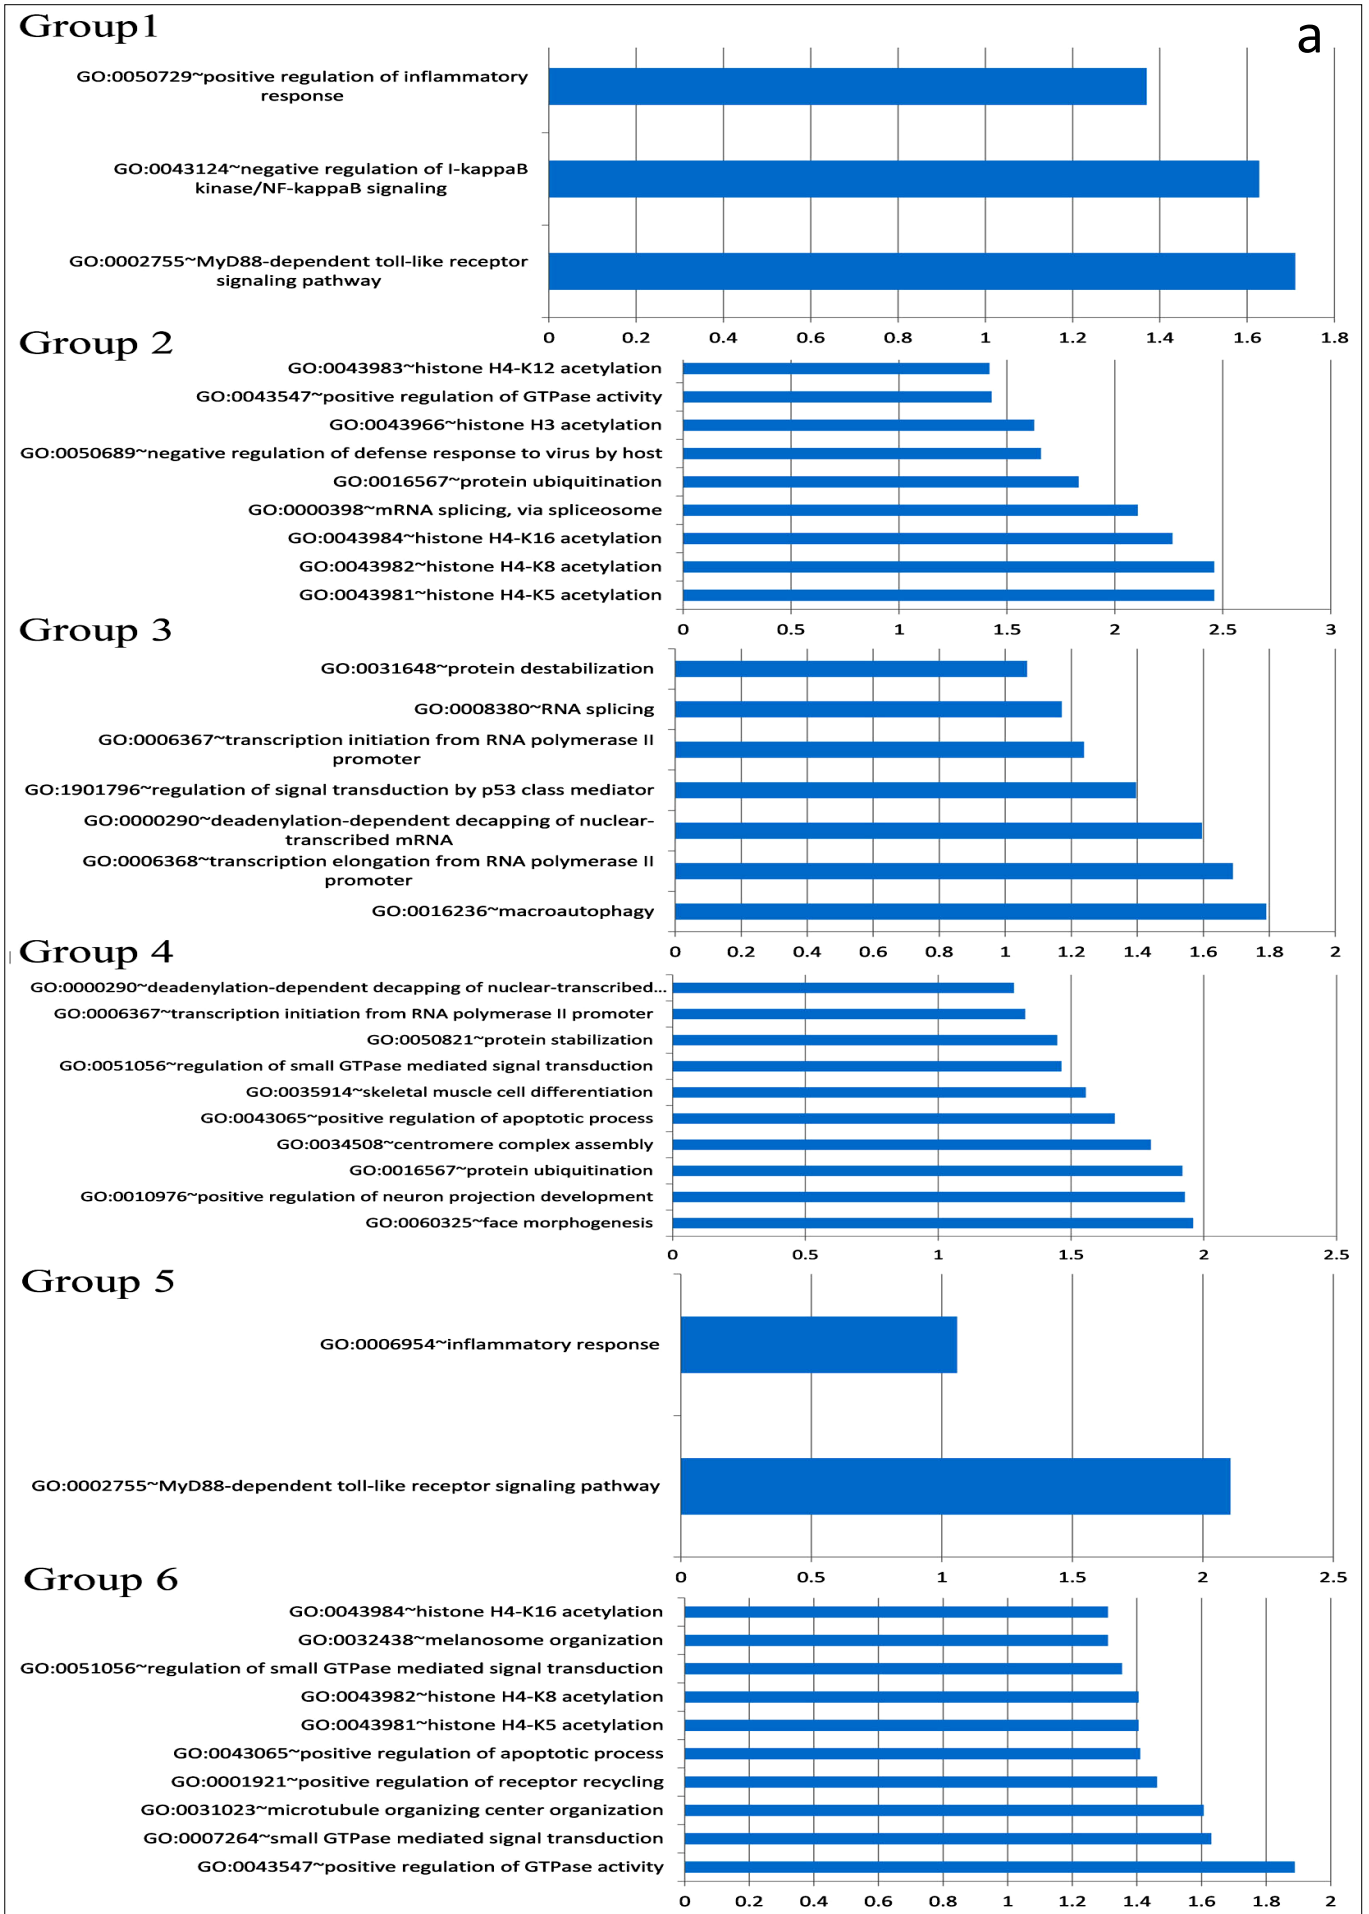 Group1
a
GO:0050729~positive regulation of inflammatory
response
GO:0043124~negative regulation of I-kappaB
kinase/NF-kappaB signaling
GO:0002755~MyD88-dependent toll-like receptor
signaling pathway
0 0.2 0.4 0.6 0.8 1 1.2 1.4 1.6 1.8
Group 2
GO:0043983~histone H4-K12 acetylation
GO:0043547~positive regulation of GTPase activity
GO:0043966~histone H3 acetylation
GO:0050689~negative regulation of defense response to virus by host
GO:0016567~protein ubiquitination
GO:0000398~mRNA splicing, via spliceosome
GO:0043984~histone H4-K16 acetylation
GO:0043982~histone H4-K8 acetylation
GO:0043981~histone H4-K5 acetylation
0 0.5 1 1.5 2 2.5 3
Group 3
GO:0031648~protein destabilization
GO:0008380~RNA splicing
GO:0006367~transcription initiation from RNA polymerase II
promoter
GO:1901796~regulation of signal transduction by p53 class mediator
GO:0000290~deadenylation-dependent decapping of nuclear-
transcribed mRNA
GO:0006368~transcription elongation from RNA polymerase II
promoter
GO:0016236~macroautophagy
0 0.2 0.4 0.6 0.8 1 1.2 1.4 1.6 1.8 2
Group 4
GO:0000290~deadenylation-dependent decapping of nuclear-transcribed...
GO:0006367~transcription initiation from RNA polymerase II promoter
GO:0050821~protein stabilization
GO:0051056~regulation of small GTPase mediated signal transduction
GO:0035914~skeletal muscle cell differentiation
GO:0043065~positive regulation of apoptotic process
GO:0034508~centromere complex assembly
GO:0016567~protein ubiquitination
GO:0010976~positive regulation of neuron projection development
GO:0060325~face morphogenesis
0 0.5 1 1.5 2 2.5
Group 5
GO:0006954~inflammatory response
GO:0002755~MyD88-dependent toll-like receptor signaling pathway
0 0.5 1 1.5 2 2.5
Group 6
GO:0043984~histone H4-K16 acetylation
GO:0032438~melanosome organization
GO:0051056~regulation of small GTPase mediated signal transduction
GO:0043982~histone H4-K8 acetylation
GO:0043981~histone H4-K5 acetylation
GO:0043065~positive regulation of apoptotic process
GO:0001921~positive regulation of receptor recycling
GO:0031023~microtubule organizing center organization
GO:0007264~small GTPase mediated signal transduction
GO:0043547~positive regulation of GTPase activity
0 0.2 0.4 0.6 0.8 1 1.2 1.4 1.6 1.8 2